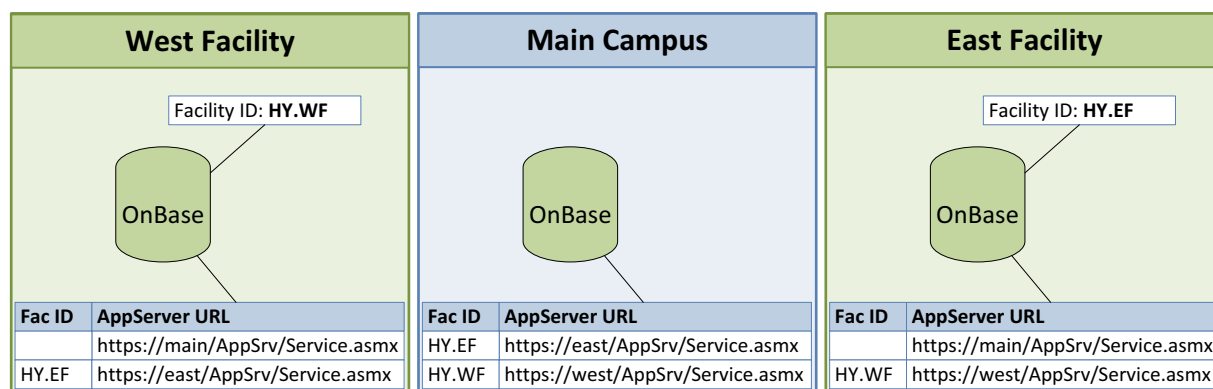 West Facility
Facility ID: HY.WF
OnBase
Fac ID AppServer URL
https://main/AppSrv/Service.asmx
HY.EF https://east/AppSrv/Service.asmx
Main Campus
OnBase
Fac ID AppServer URL
HY.EF https://east/AppSrv/Service.asmx
HY.WF https://west/AppSrv/Service.asmx
East Facility
Facility ID: HY.EF
OnBase
Fac ID AppServer URL
https://main/AppSrv/Service.asmx
HY.WF https://west/AppSrv/Service.asmx